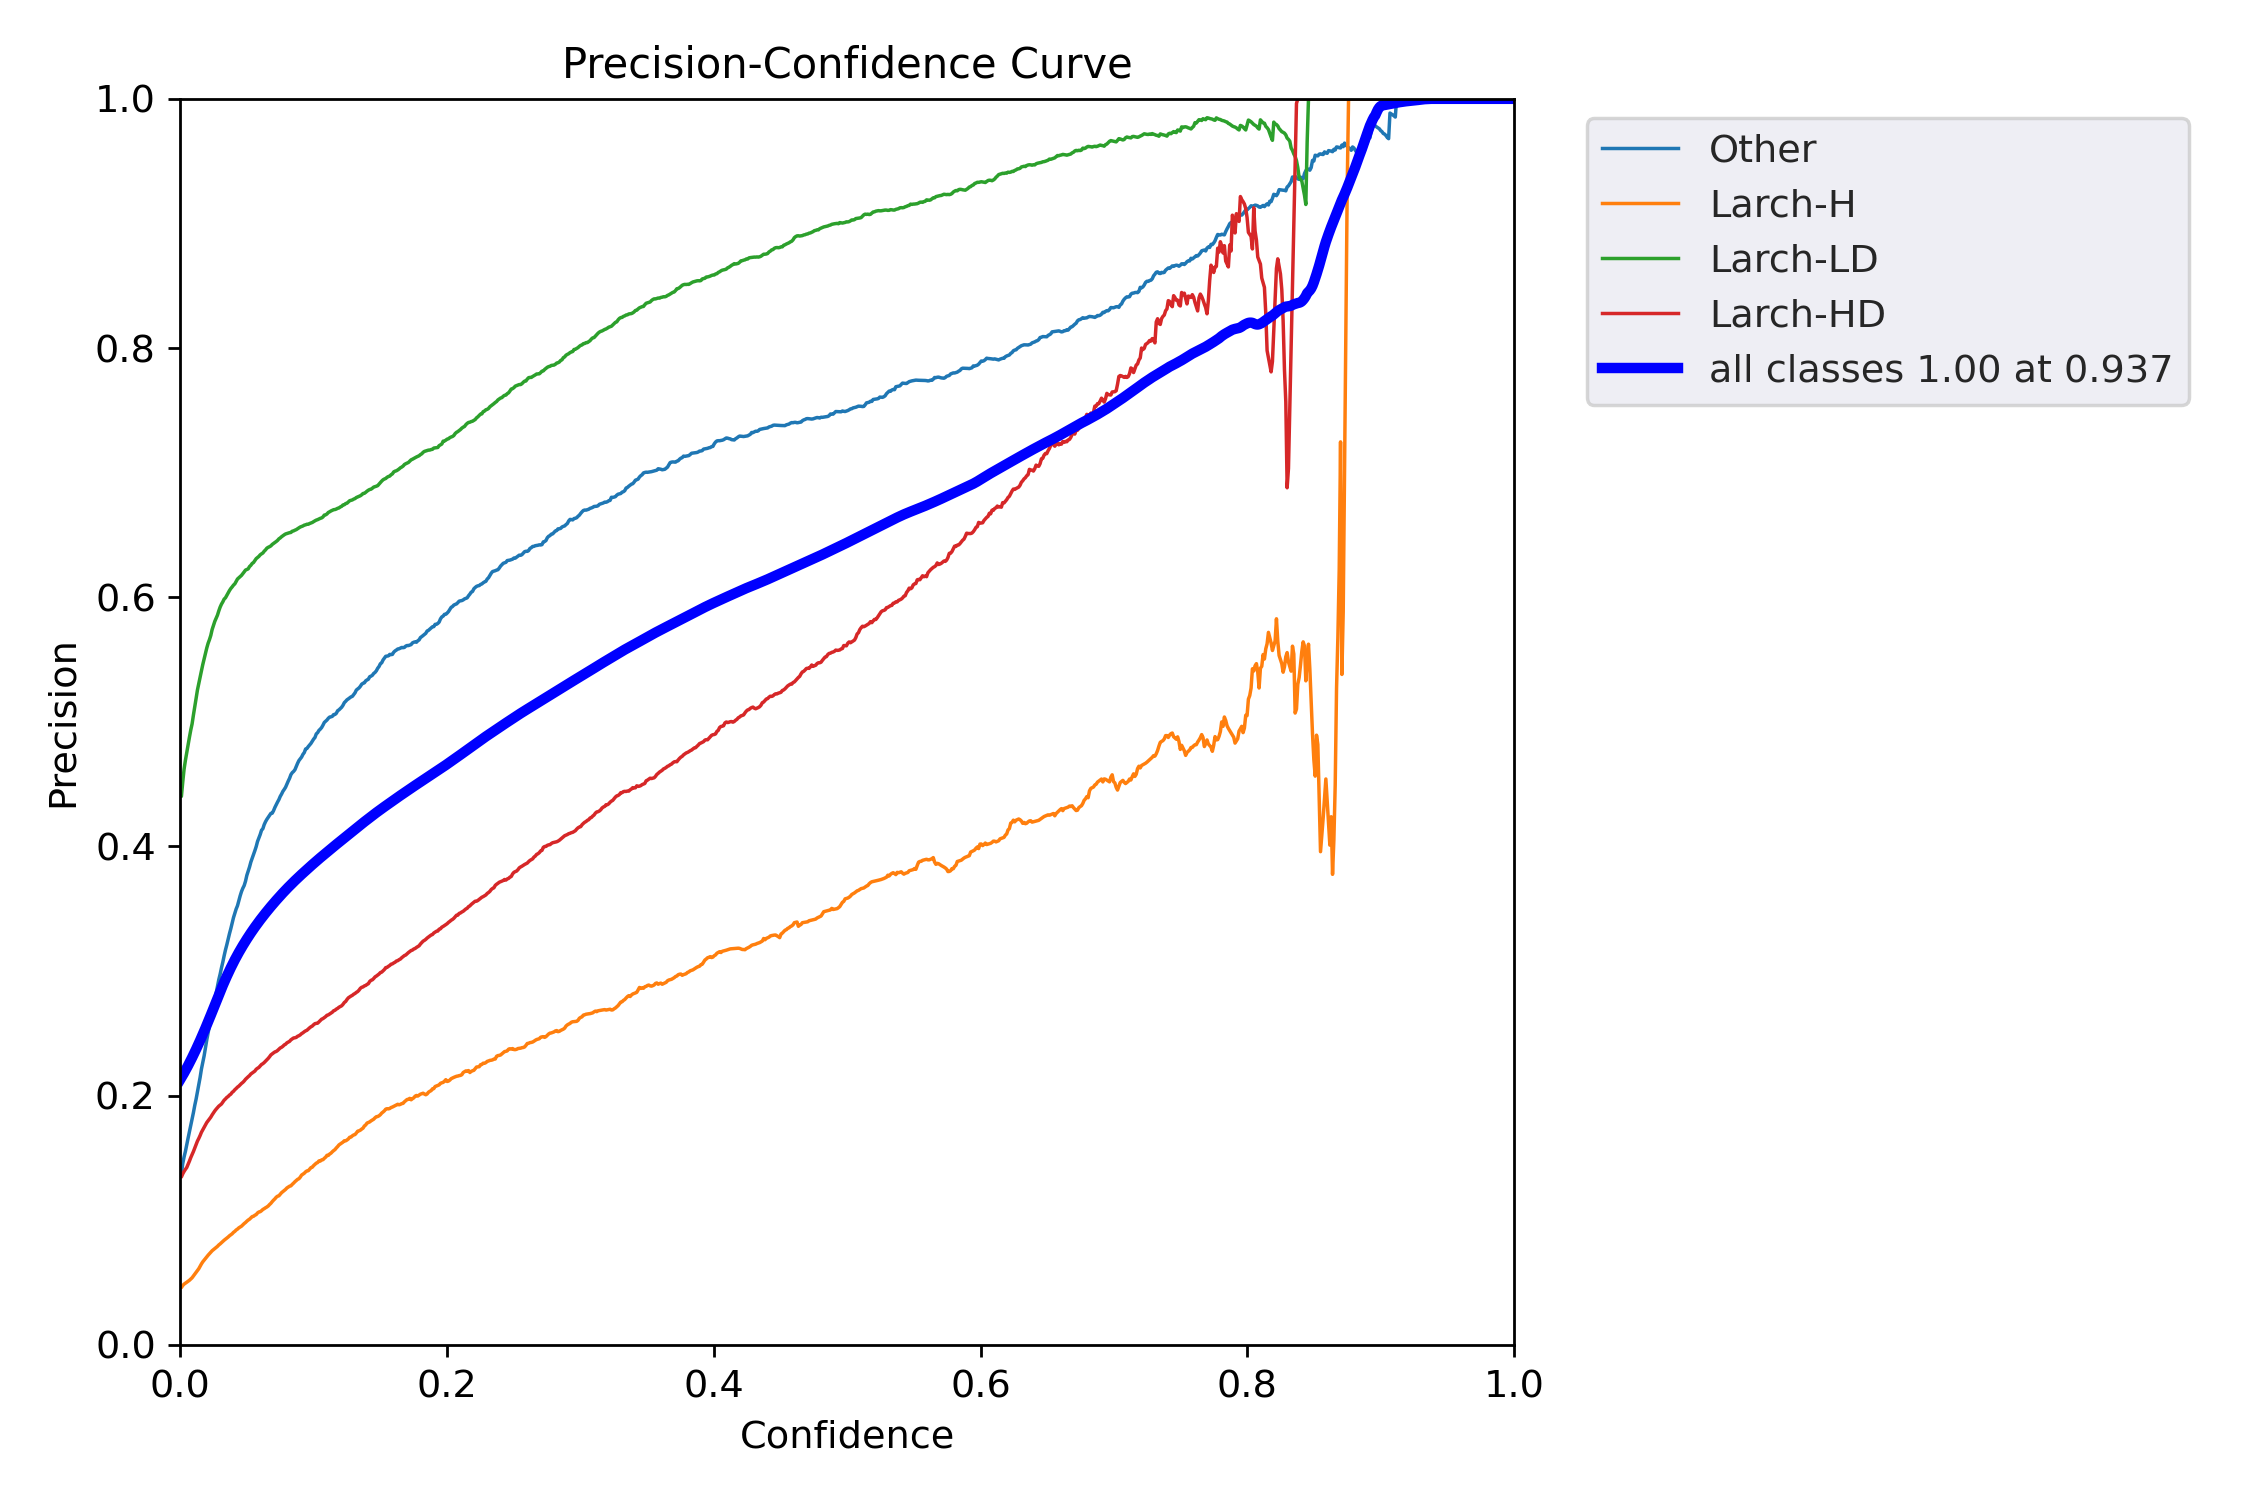 Precision-Confidence Curve
1.0
0.8
0.6
0.4
0.2
0.0
Precision
0.0 0.2 0.4 0.6 0.8 1.0
Confidence
Other
Larch-H
Larch-LD
Larch-HD
all classes 1.00 at 0.937